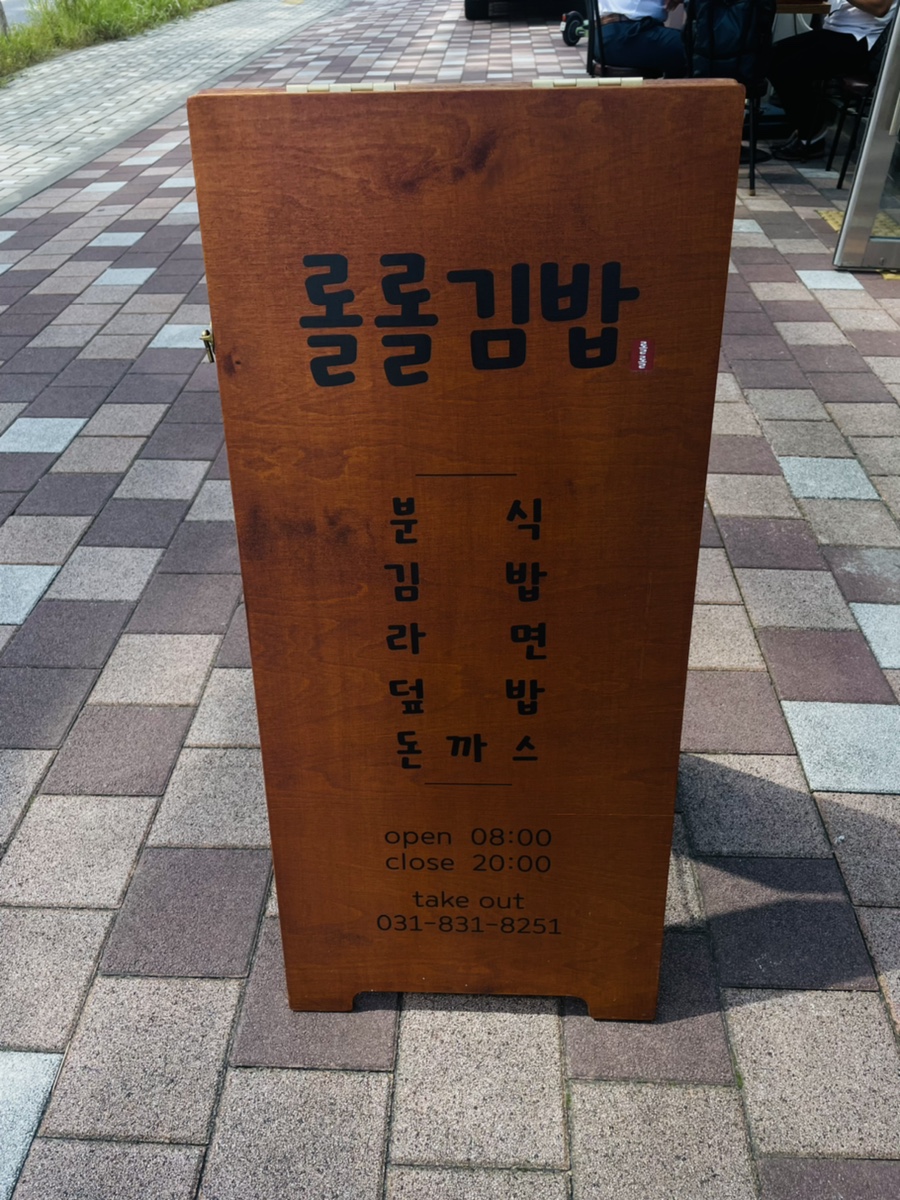 롤롤김밥
분식
김밥
라면
덮밥
돈까스
open 08:00
close 20:00
take out
031-831-8251